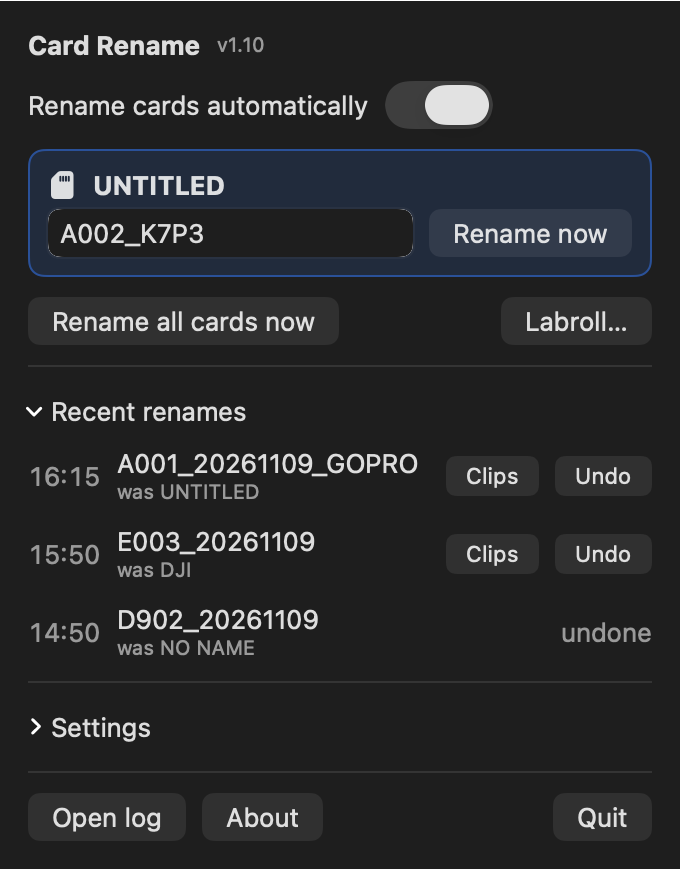 Card Rename v1.10
Rename cards automatically
UNTITLED
A002_K7P3 Rename now
Rename all cards now Labroll...
Recent renames
16:15 A001_20261109_GOPRO Clips Undo
was UNTITLED
15:50 E003_20261109 Clips Undo
was DJI
14:50 D902_20261109 undone
was NO NAME
Settings
Open log About Quit